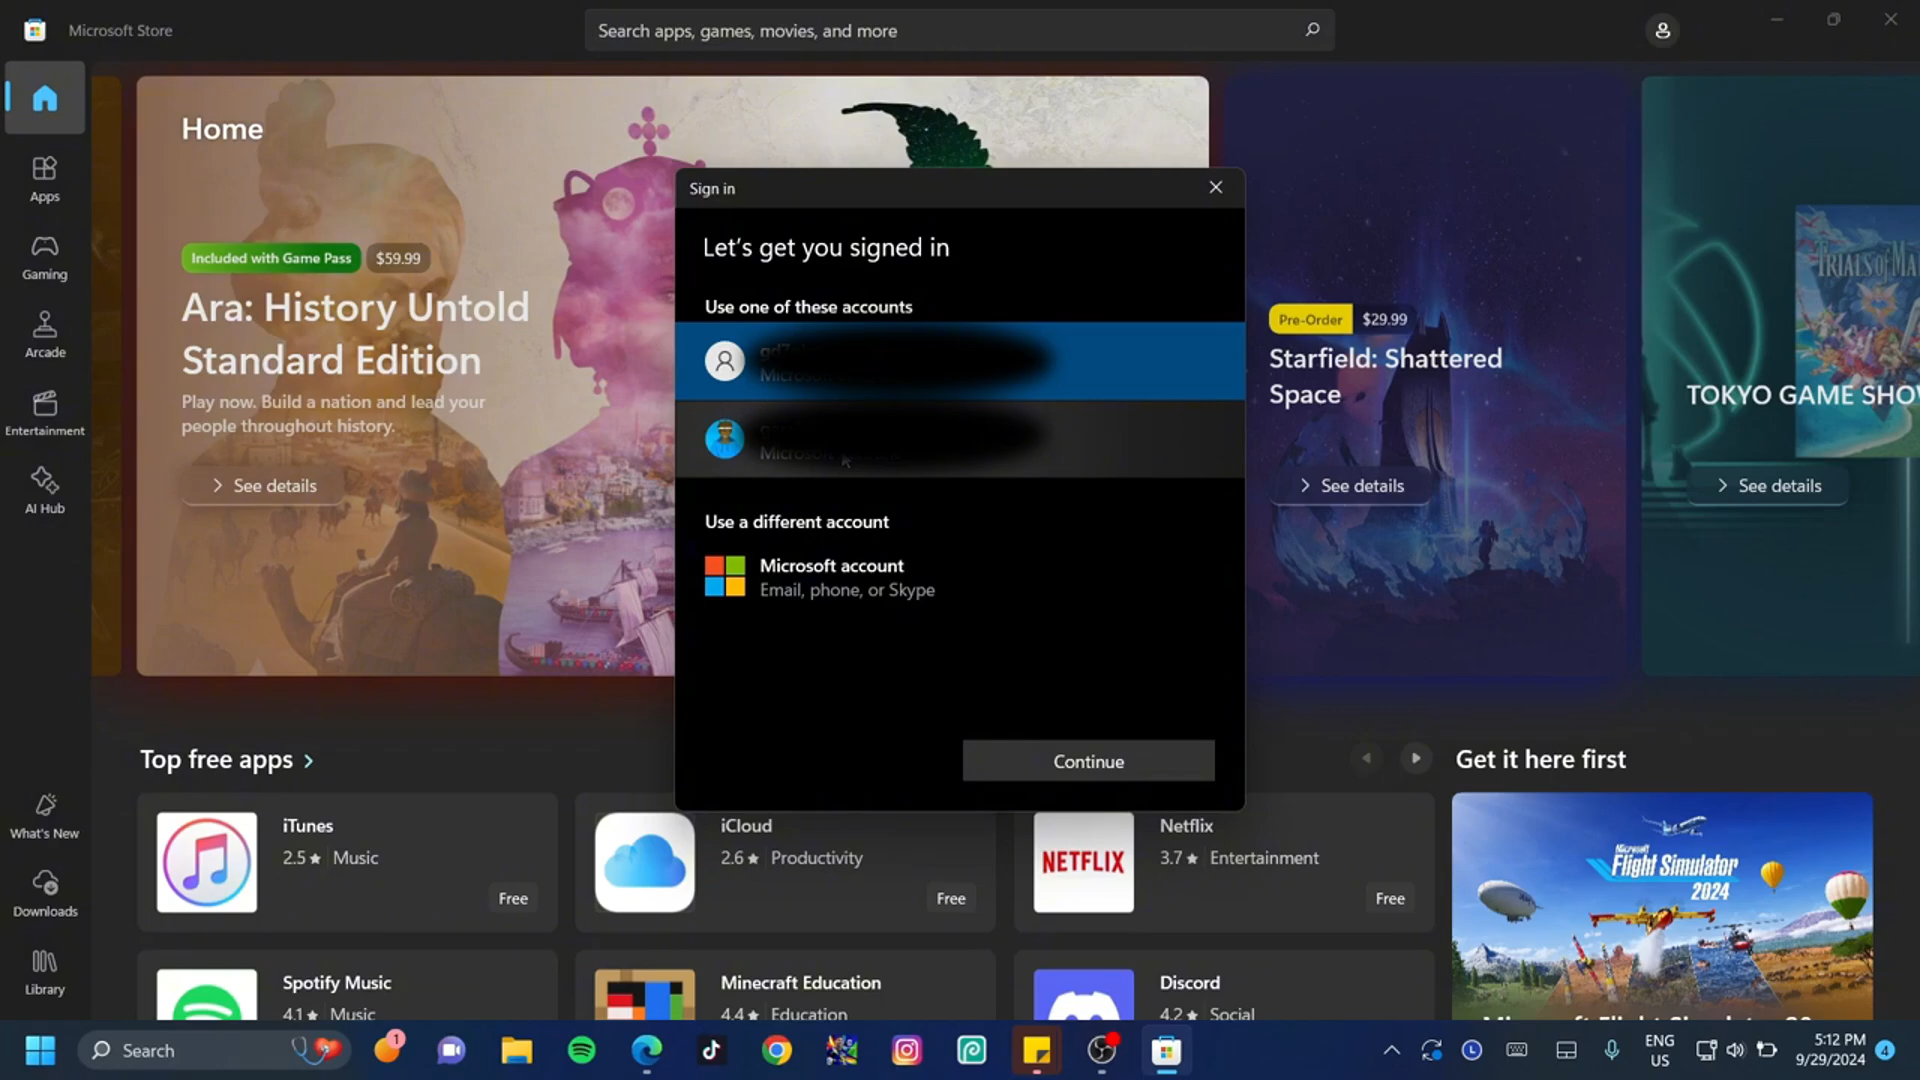 Microsoft Store
Search apps, games, movies, and more
Home
Apps
Gaming
Arcade
Entertainment
AI Hub
What's New
Downloads
Library
Home
Included with Game Pass
$59.99
Ara: History Untold
Standard Edition
Play now. Build a nation and lead your
people throughout history.
See details
Sign in
Let's get you signed in
Use one of these accounts
Use a different account
Microsoft account
Email, phone, or Skype
Continue
Pre-Order
$29.99
Starfield: Shattered
Space
See details
TRIALS OF
TOKYO GAME
See details
Top free apps
iTunes
2.5★ Music
Free
iCloud
2.6★ Productivity
Free
NETFLIX
Netflix
3.7★ Entertainment
Free
Spotify Music
4.1★ Music
Minecraft Education
4.4★ Education
Discord
4.2★ Social
Get it here first
Microsoft
Flight Simulator
2024
Search
1
ENG
US
5:12 PM
9/29/2024
4